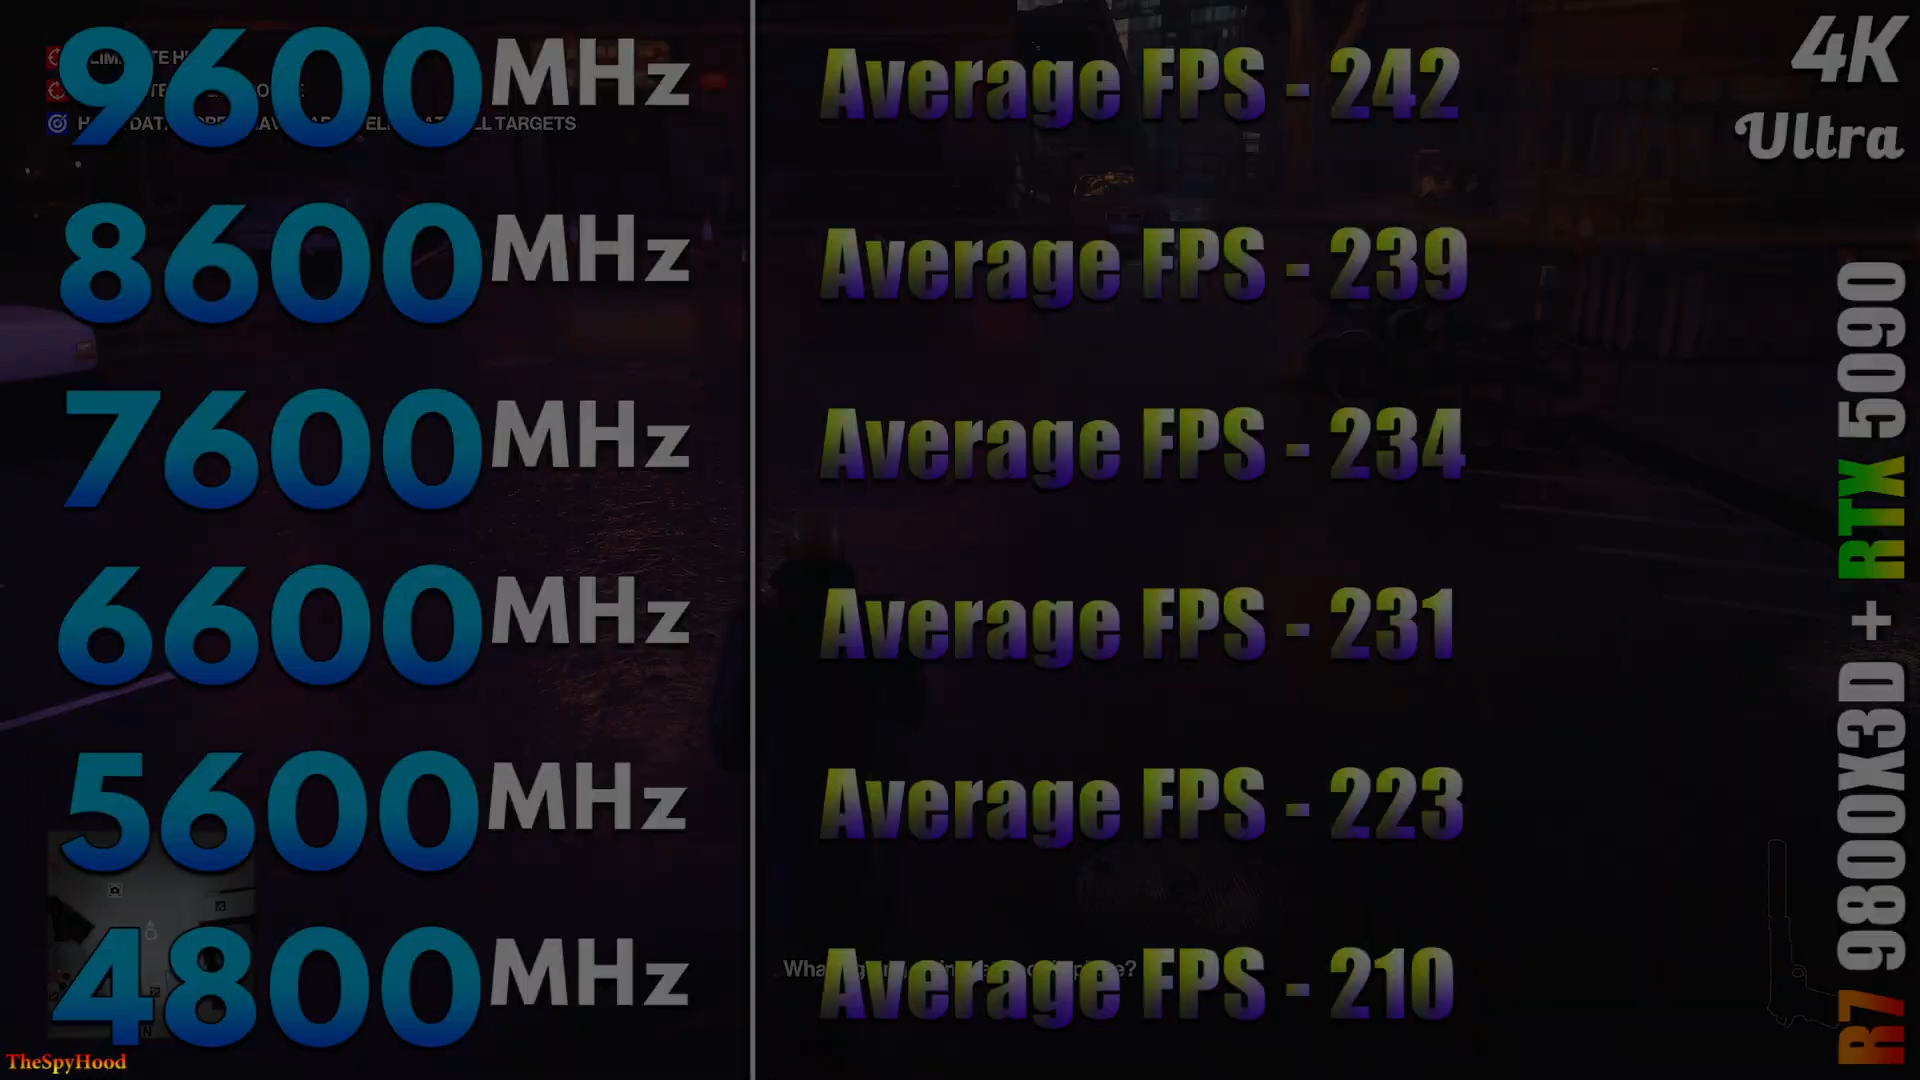 9600MHz Average FPS - 242
8600MHz Average FPS - 239
7600MHz Average FPS - 234
6600MHz Average FPS - 231
5600MHz Average FPS - 223
4800MHz Average FPS - 210
4K
Ultra
R7 9800X3D + RTX 5090
TARGETS
N
TheSpyHood